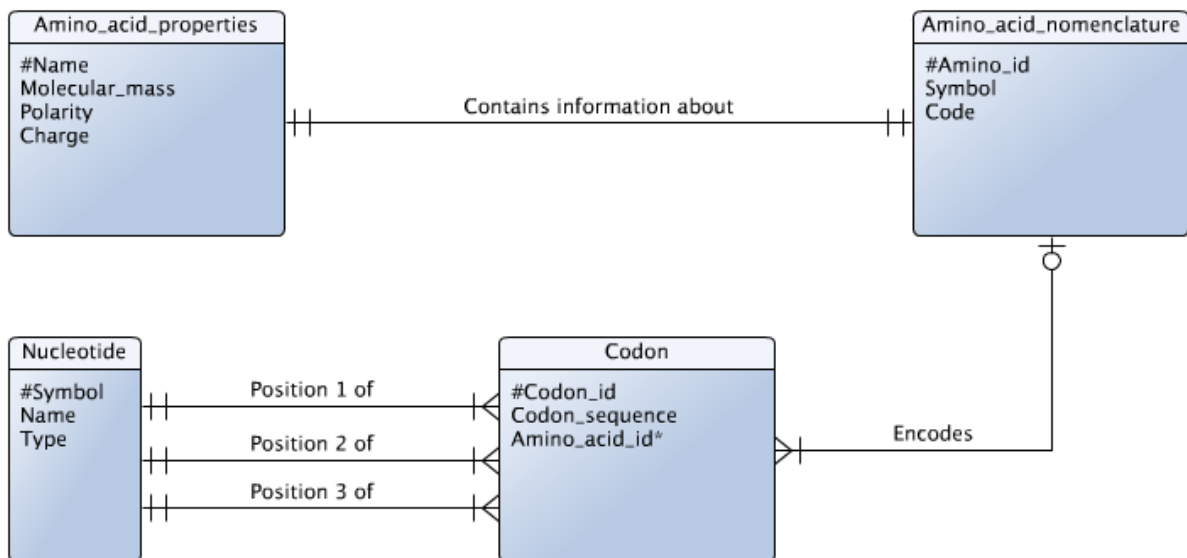 Amino_acid_properties
#Name
Molecular_mass
Polarity
Charge
Contains information about
Amino_acid_nomenclature
#Amino_id
Symbol
Code
Nucleotide
#Symbol
Name
Type
Position 1 of
Position 2 of
Position 3 of
Codon
#Codon_id
Codon_sequence
Amino_acid_id*
Encodes